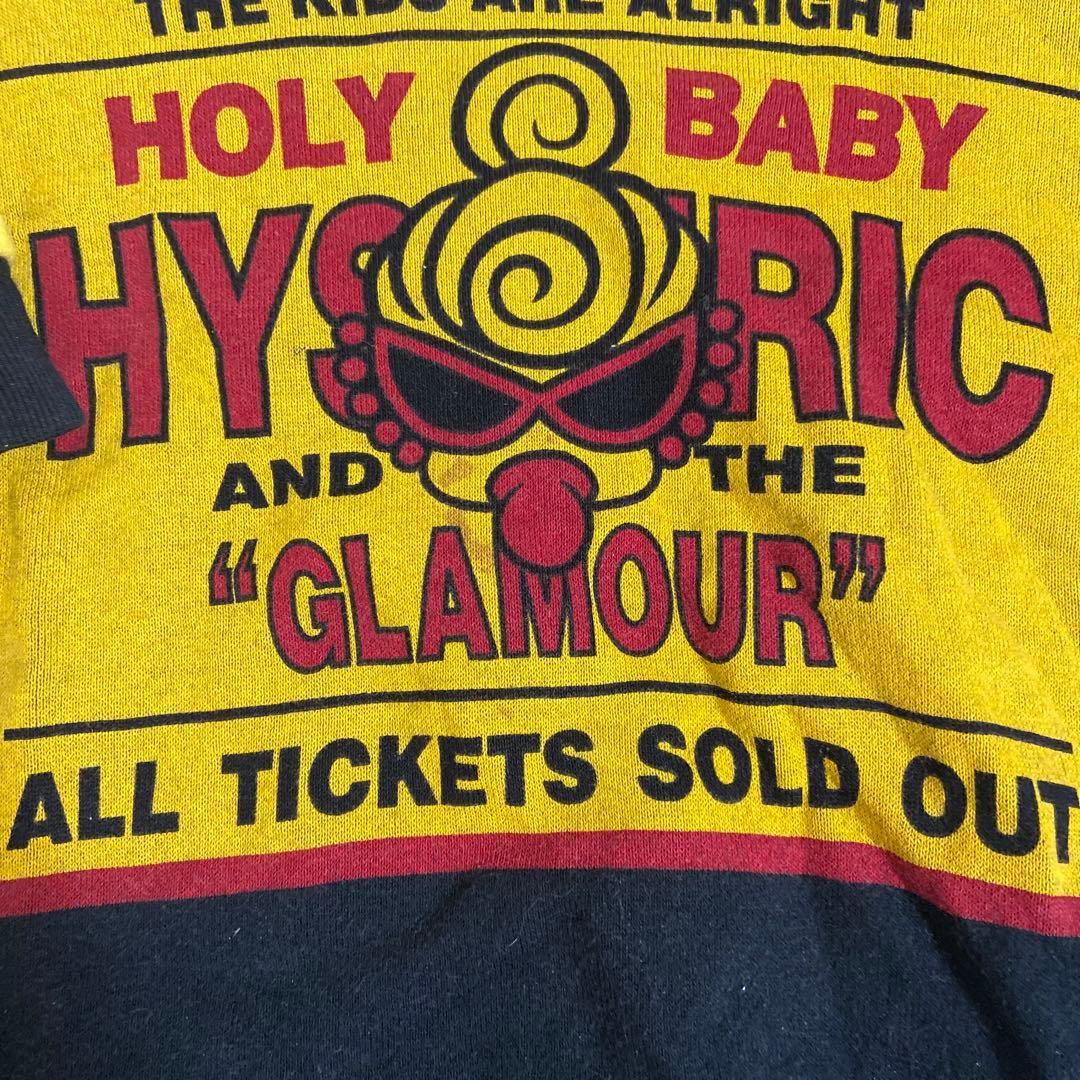 THE KIDS ARE ALRIGHT
HOLY BABY
HYSTERIC
AND THE
“GLAMOUR”
ALL TICKETS SOLD OUT